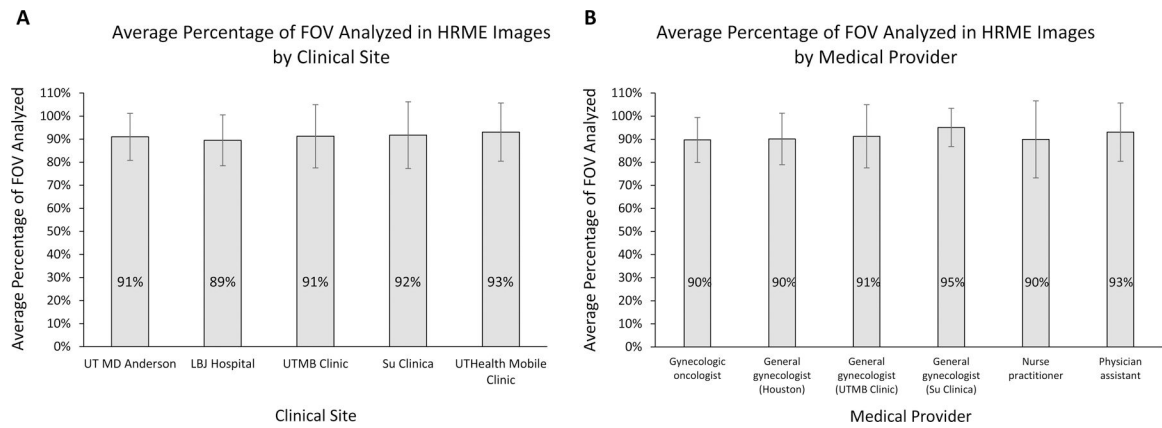 A
Average Percentage of FOV Analyzed in HRME Images
by Clinical Site
Average Percentage of FOV Analyzed
110%
100%
90%
80%
70%
60%
50%
40%
30%
20%
10%
0%
91%
89%
91%
92%
93%
UT MD Anderson
LBJ Hospital
UTMB Clinic
Su Clinica
UTHealth Mobile
Clinic
Clinical Site
B
Average Percentage of FOV Analyzed in HRME Images
by Medical Provider
Average Percentage of FOV Analyzed
110%
100%
90%
80%
70%
60%
50%
40%
30%
20%
10%
0%
90%
90%
91%
95%
90%
93%
Gynecologic
oncologist
General
gynecologist
(Houston)
General
gynecologist
(UTMB Clinic)
General
gynecologist
(Su Clinica)
Nurse
practitioner
Physician
assistant
Medical Provider